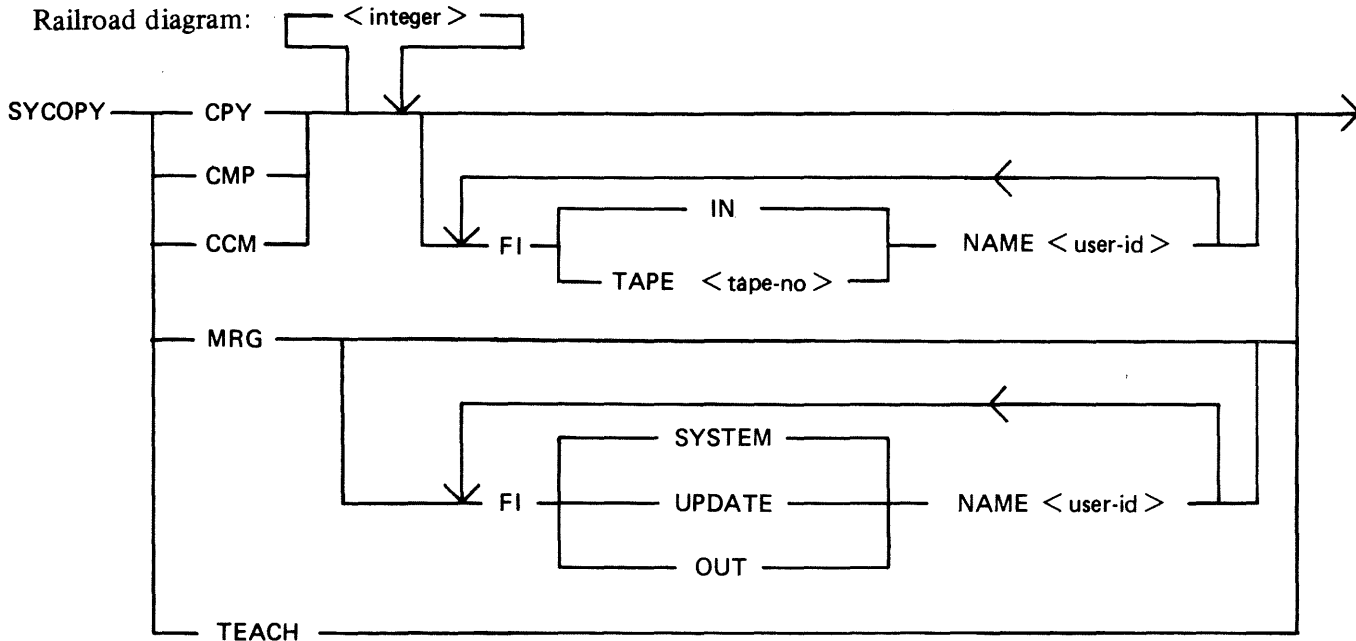 Railroad diagram:
< integer >
SYCOPY
CPY
CMP
CCM
IN
FI
NAME < user-id >
TAPE < tape-no >
MRG
SYSTEM
FI
UPDATE
NAME < user-id >
OUT
TEACH